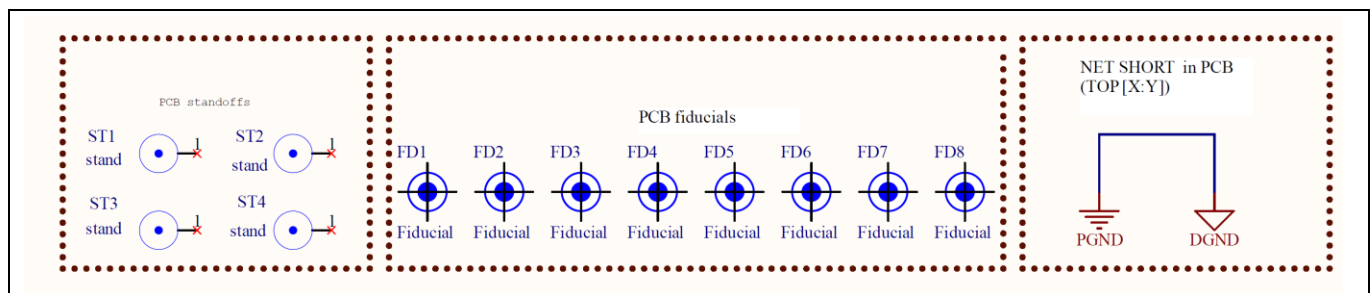 PCB standoffs
ST1
stand
1
ST2
stand
1
ST3
stand
1
ST4
stand
1
PCB fiducials
FD1 FD2 FD3 FD4 FD5 FD6 FD7 FD8
Fiducial Fiducial Fiducial Fiducial Fiducial Fiducial Fiducial Fiducial
NET SHORT in PCB
(TOP[X:Y])
PGND DGND